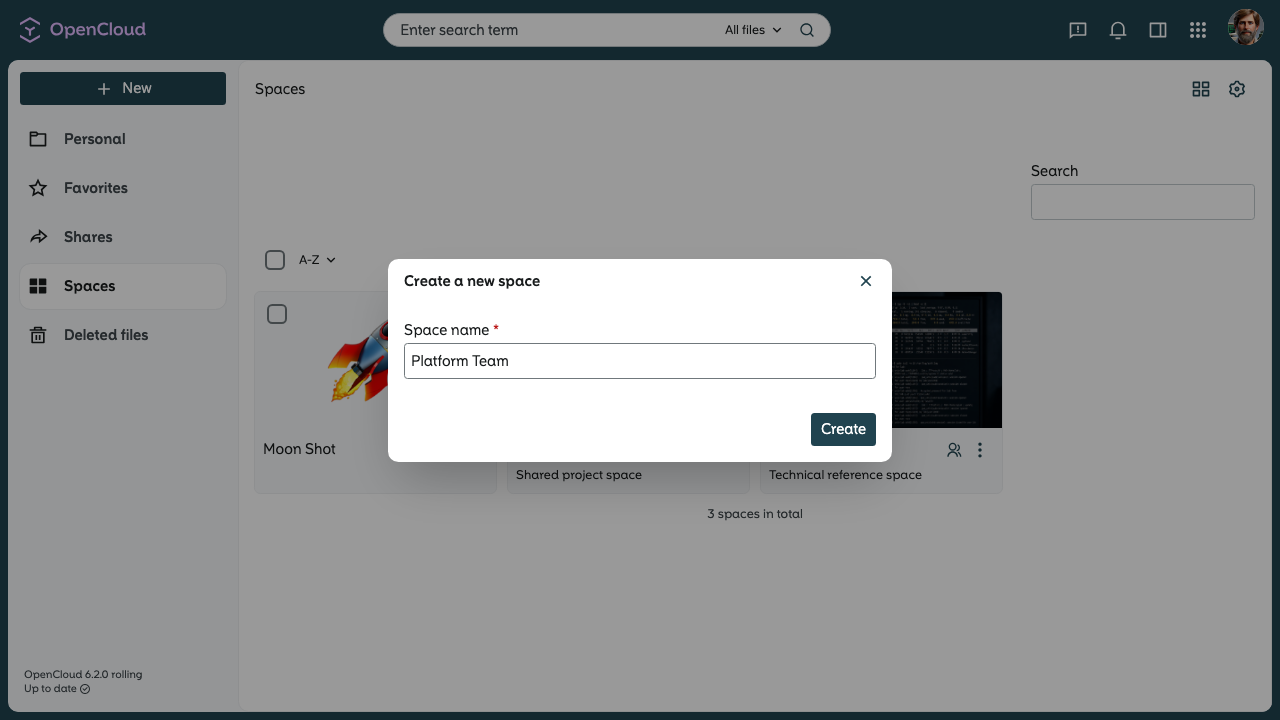 OpenCloud
Enter search term
All files
New
Personal
Favorites
Shares
Spaces
Deleted files
OpenCloud 6.2.0 rolling
Up to date
Spaces
Search
A-Z
Create a new space
Space name *
Platform Team
Create
Moon Shot
Shared project space
Technical reference space
3 spaces in total